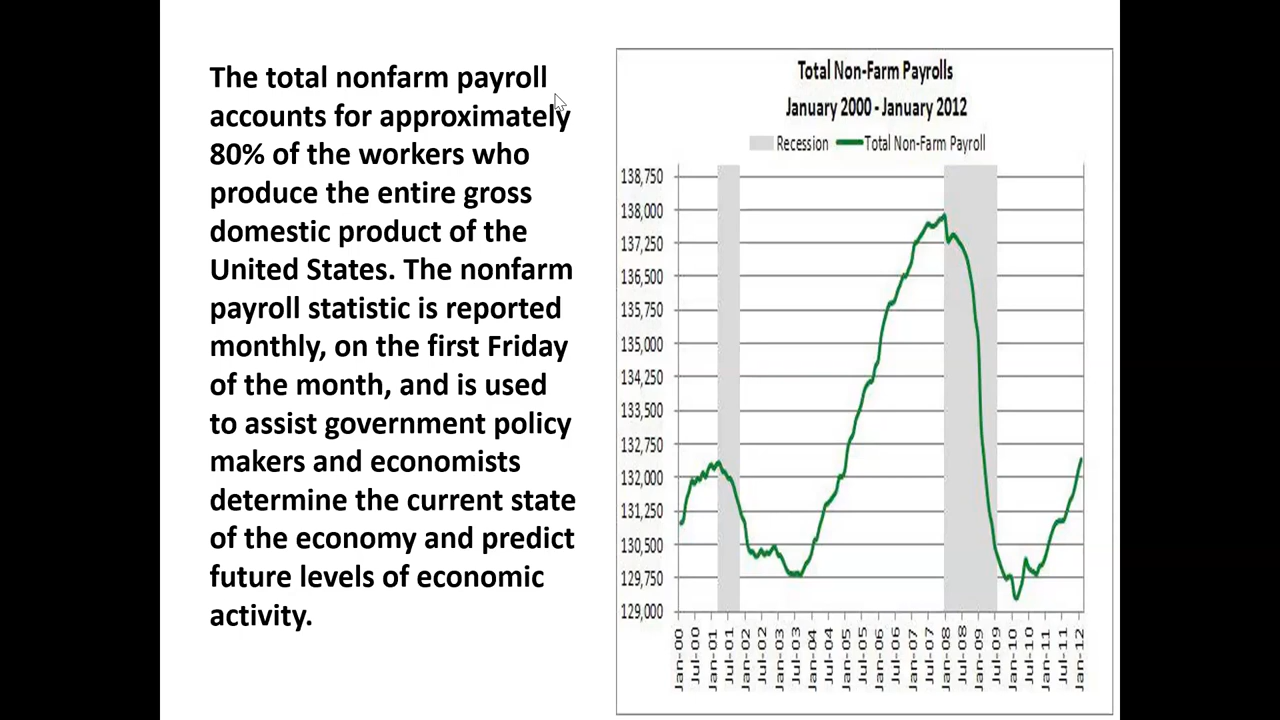 The total nonfarm payroll
accounts for approximately
80% of the workers who
produce the entire gross
domestic product of the
United States. The nonfarm
payroll statistic is reported
monthly, on the first Friday
of the month, and is used
to assist government policy
makers and economists
determine the current state
of the economy and predict
future levels of economic
activity.
Total Non-Farm Payrolls
January 2000 - January 2012
Recession Total Non-Farm Payroll
138,750
138,000
137,250
136,500
135,750
135,000
134,250
133,500
132,750
132,000
131,250
130,500
129,750
129,000
Jan-00
Jul-00
Jan-01
Jul-01
Jan-02
Jul-02
Jan-03
Jul-03
Jan-04
Jul-04
Jan-05
Jul-05
Jan-06
Jul-06
Jan-07
Jul-07
Jan-08
Jul-08
Jan-09
Jul-09
Jan-10
Jul-10
Jan-11
Jul-11
Jan-12